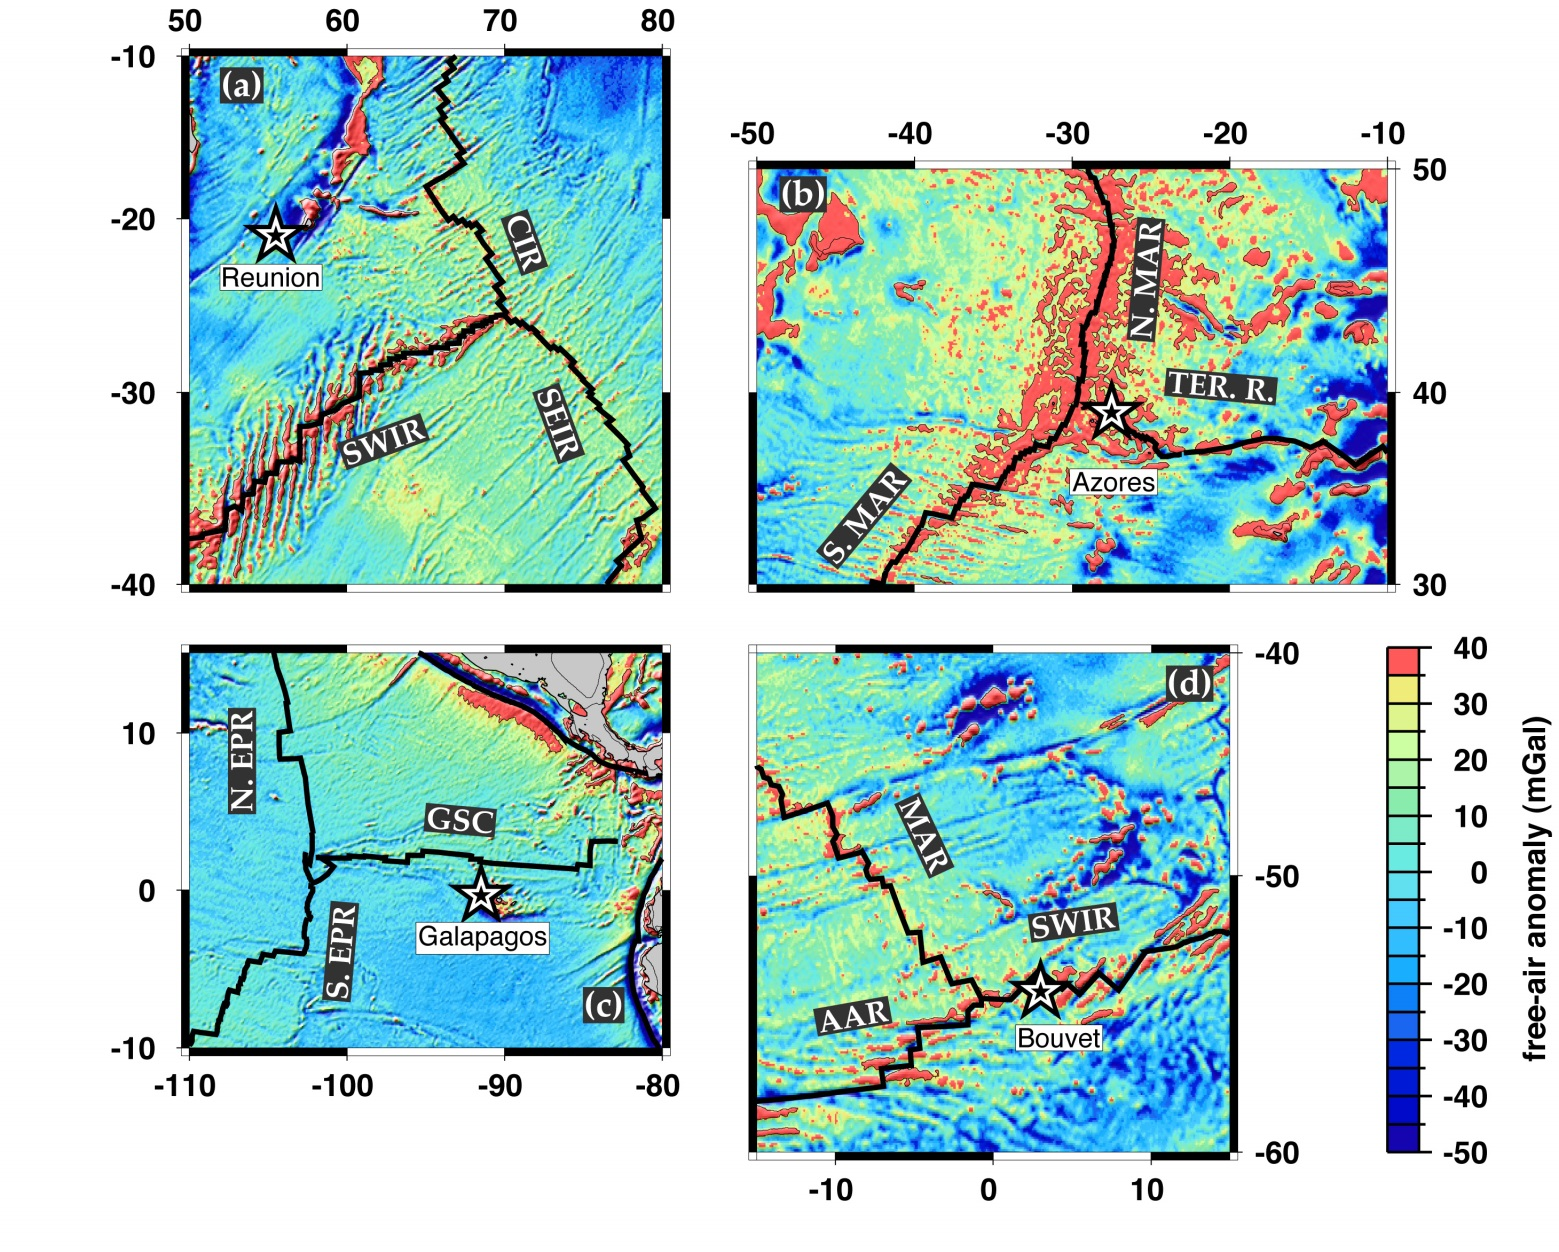 50 60 70 80
-10
-20
-30
-40
(a)
Reunion
CIR
SWIR
SEIR
-50 -40 -30 -20 -10
50
40
30
(b)
N. MAR
TER. R.
Azores
S. MAR
10
0
-10
-110 -100 -90 -80
N. EPR
GSC
Galapagos
S. EPR
(c)
-40
-50
-60
-10 0 10
(d)
MAR
SWIR
AAR
Bouvet
40
30
20
10
0
-10
-20
-30
-40
-50
free-air anomaly (mGal)